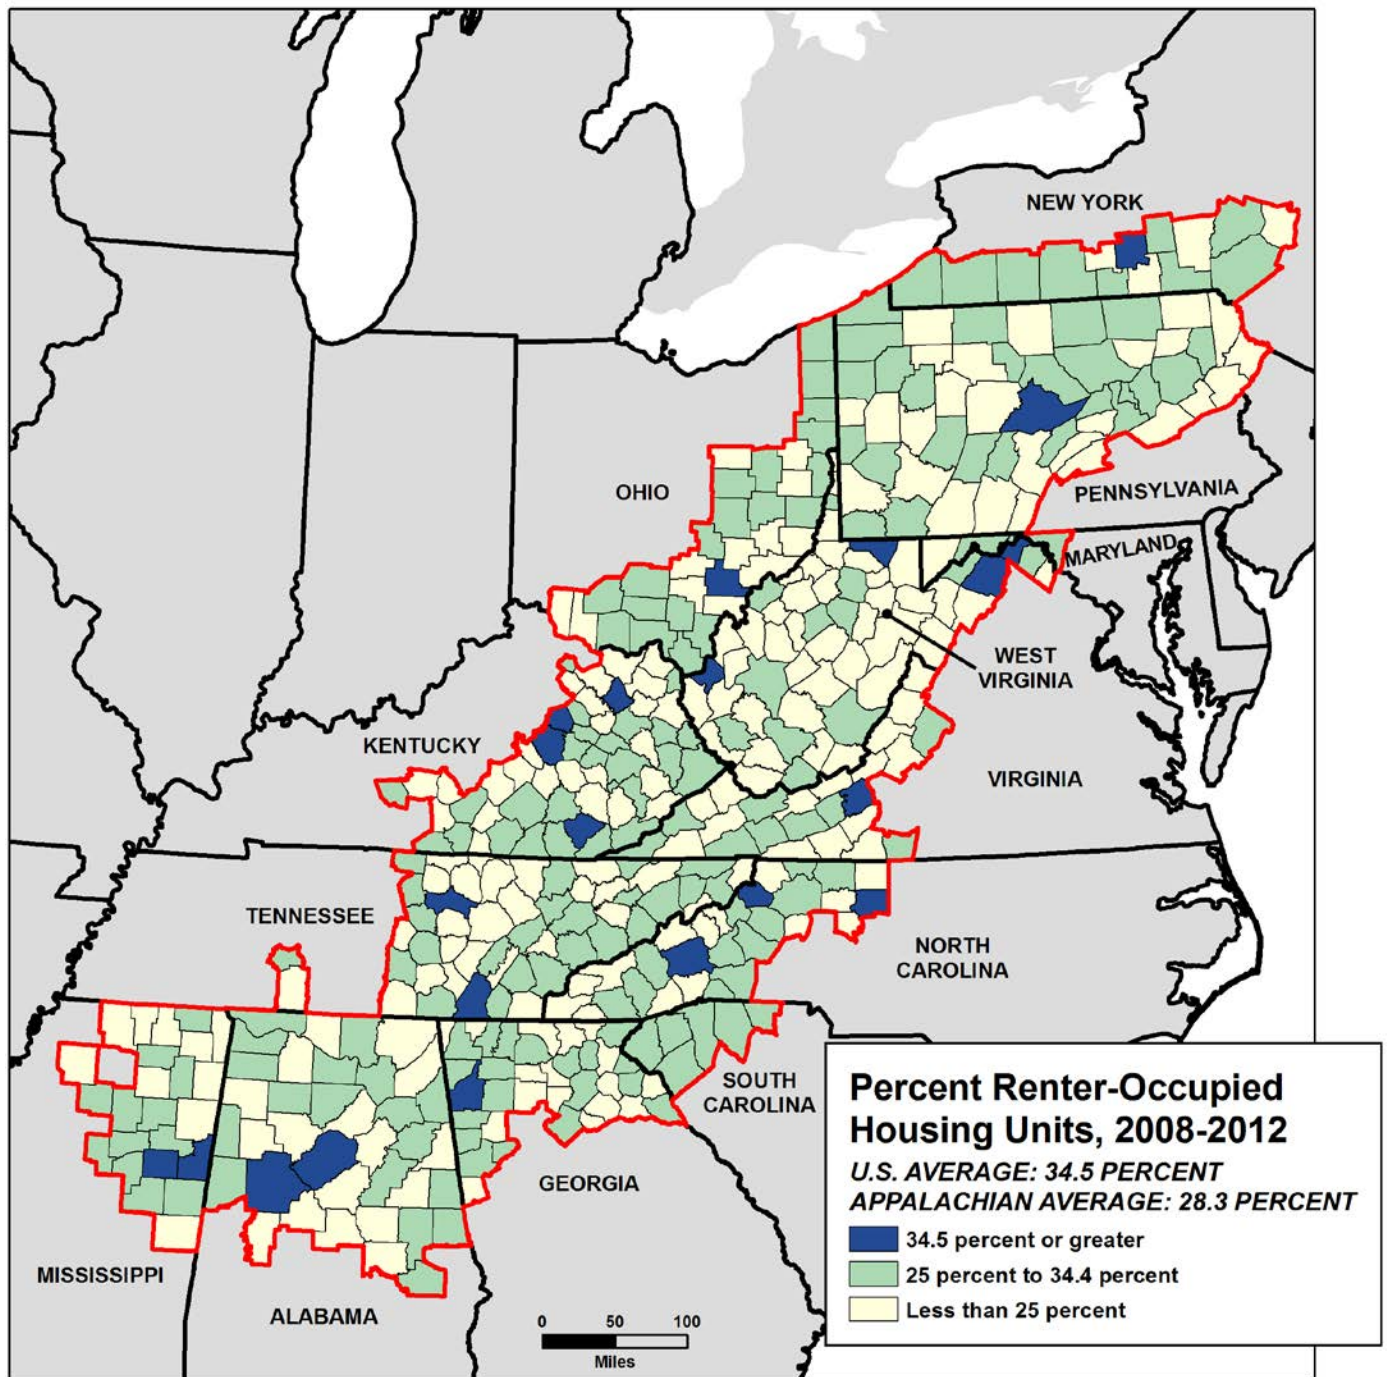 NEW YORK
OHIO
PENNSYLVANIA
MARYLAND
WEST
VIRGINIA
KENTUCKY
VIRGINIA
TENNESSEE
NORTH
CAROLINA
SOUTH
CAROLINA
GEORGIA
MISSISSIPPI
ALABAMA
0 50 100
Miles
Percent Renter-Occupied
Housing Units, 2008-2012
U.S. AVERAGE: 34.5 PERCENT
APPALACHIAN AVERAGE: 28.3 PERCENT
34.5 percent or greater
25 percent to 34.4 percent
Less than 25 percent